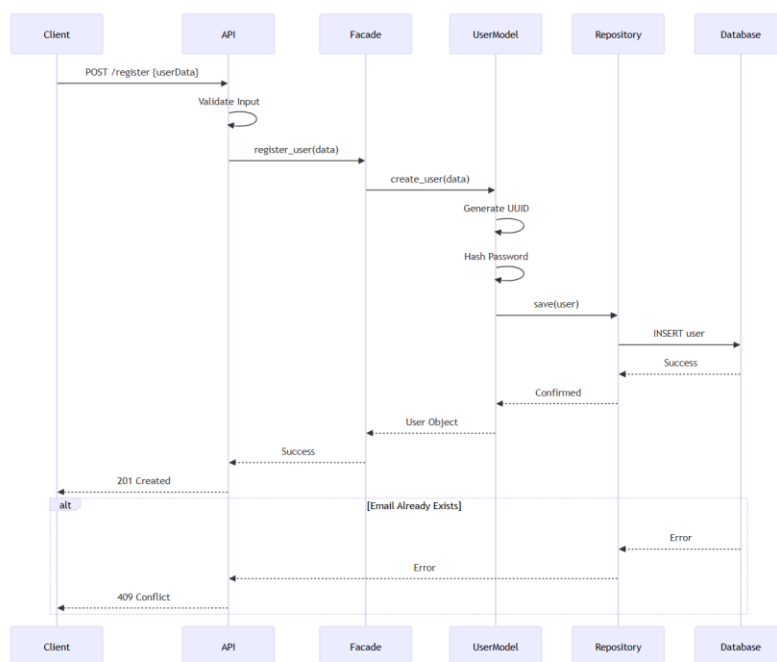 Client API Facade UserModel Repository Database
POST /register {userData}
Validate Input
register_user(data)
create_user(data)
Generate UUID
Hash Password
save(user)
INSERT user
Success
Confirmed
User Object
Success
201 Created
alt [Email Already Exists]
Error
Error
409 Conflict
Client API Facade UserModel Repository Database